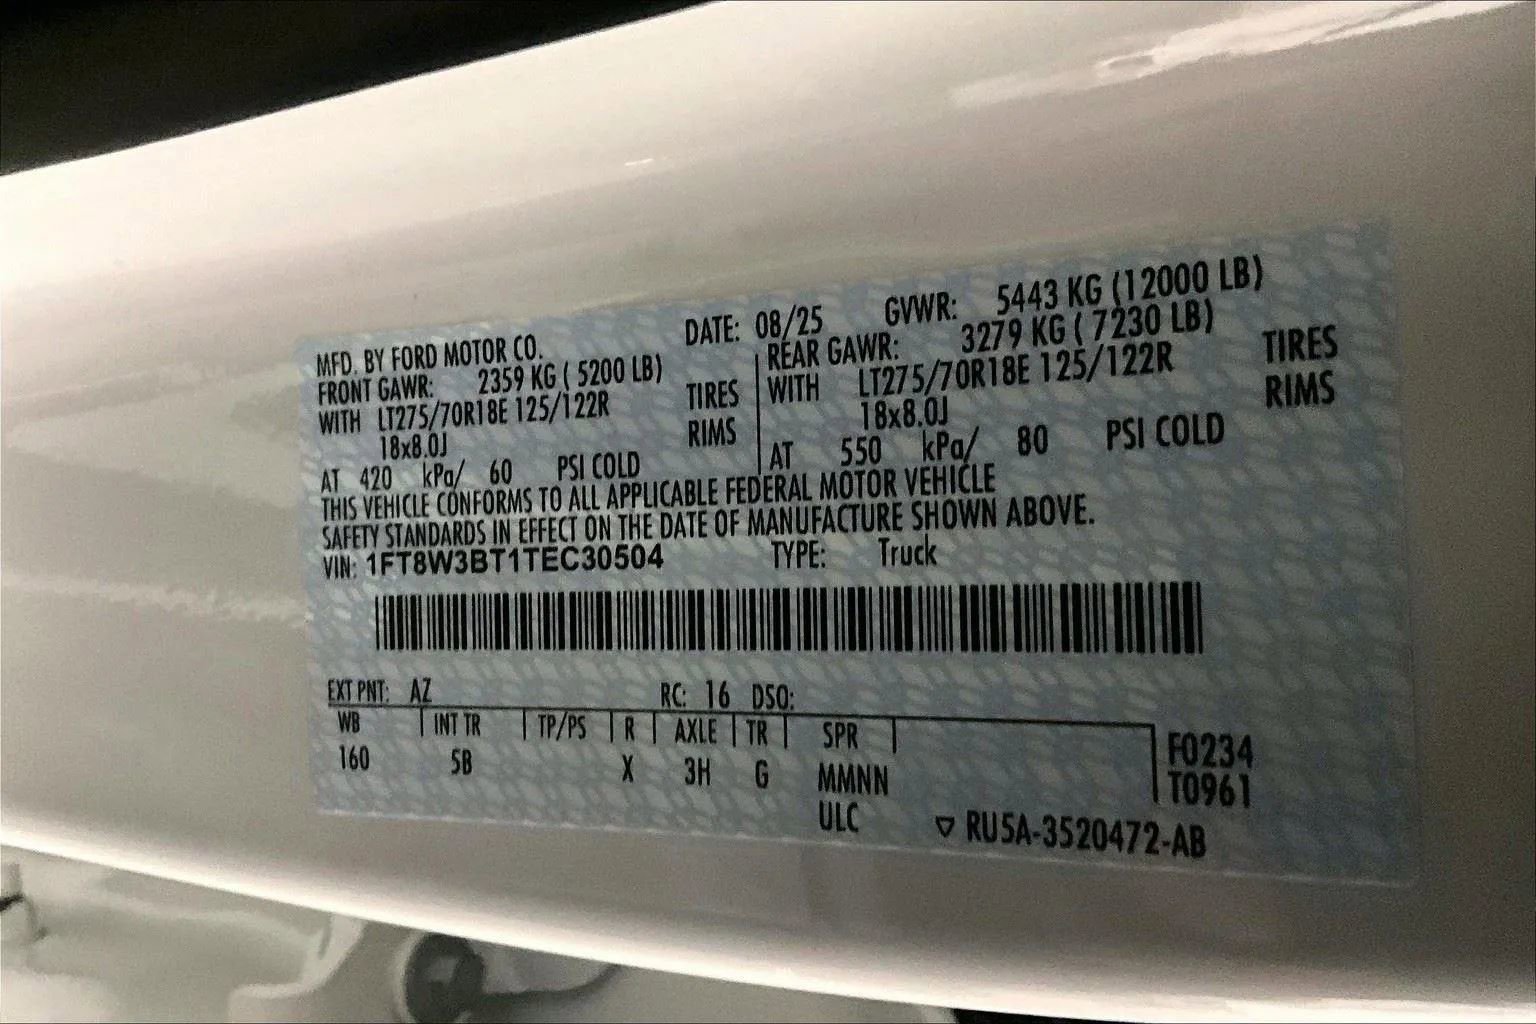 MFD. BY FORD MOTOR CO. DATE: 08/25 GVWR: 5443 KG (12000 LB)
FRONT GAWR: 2359 KG ( 5200 LB) REAR GAWR: 3279 KG ( 7230 LB)
WITH LT275/70R18E 125/122R TIRES WITH LT275/70R18E 125/122R TIRES
18x8.0J RIMS 18x8.0J RIMS
AT 420 kPa/ 60 PSI COLD AT 550 kPa/ 80 PSI COLD
THIS VEHICLE CONFORMS TO ALL APPLICABLE FEDERAL MOTOR VEHICLE
SAFETY STANDARDS IN EFFECT ON THE DATE OF MANUFACTURE SHOWN ABOVE.
VIN: 1FT8W3BT1TEC30504 TYPE: Truck
EXT PNT: AZ RC: 16 DSO:
WB INT TR TP/PS R AXLE TR SPR F0234
160 5B X 3H G MMNN T0961
ULC RU5A-3520472-AB